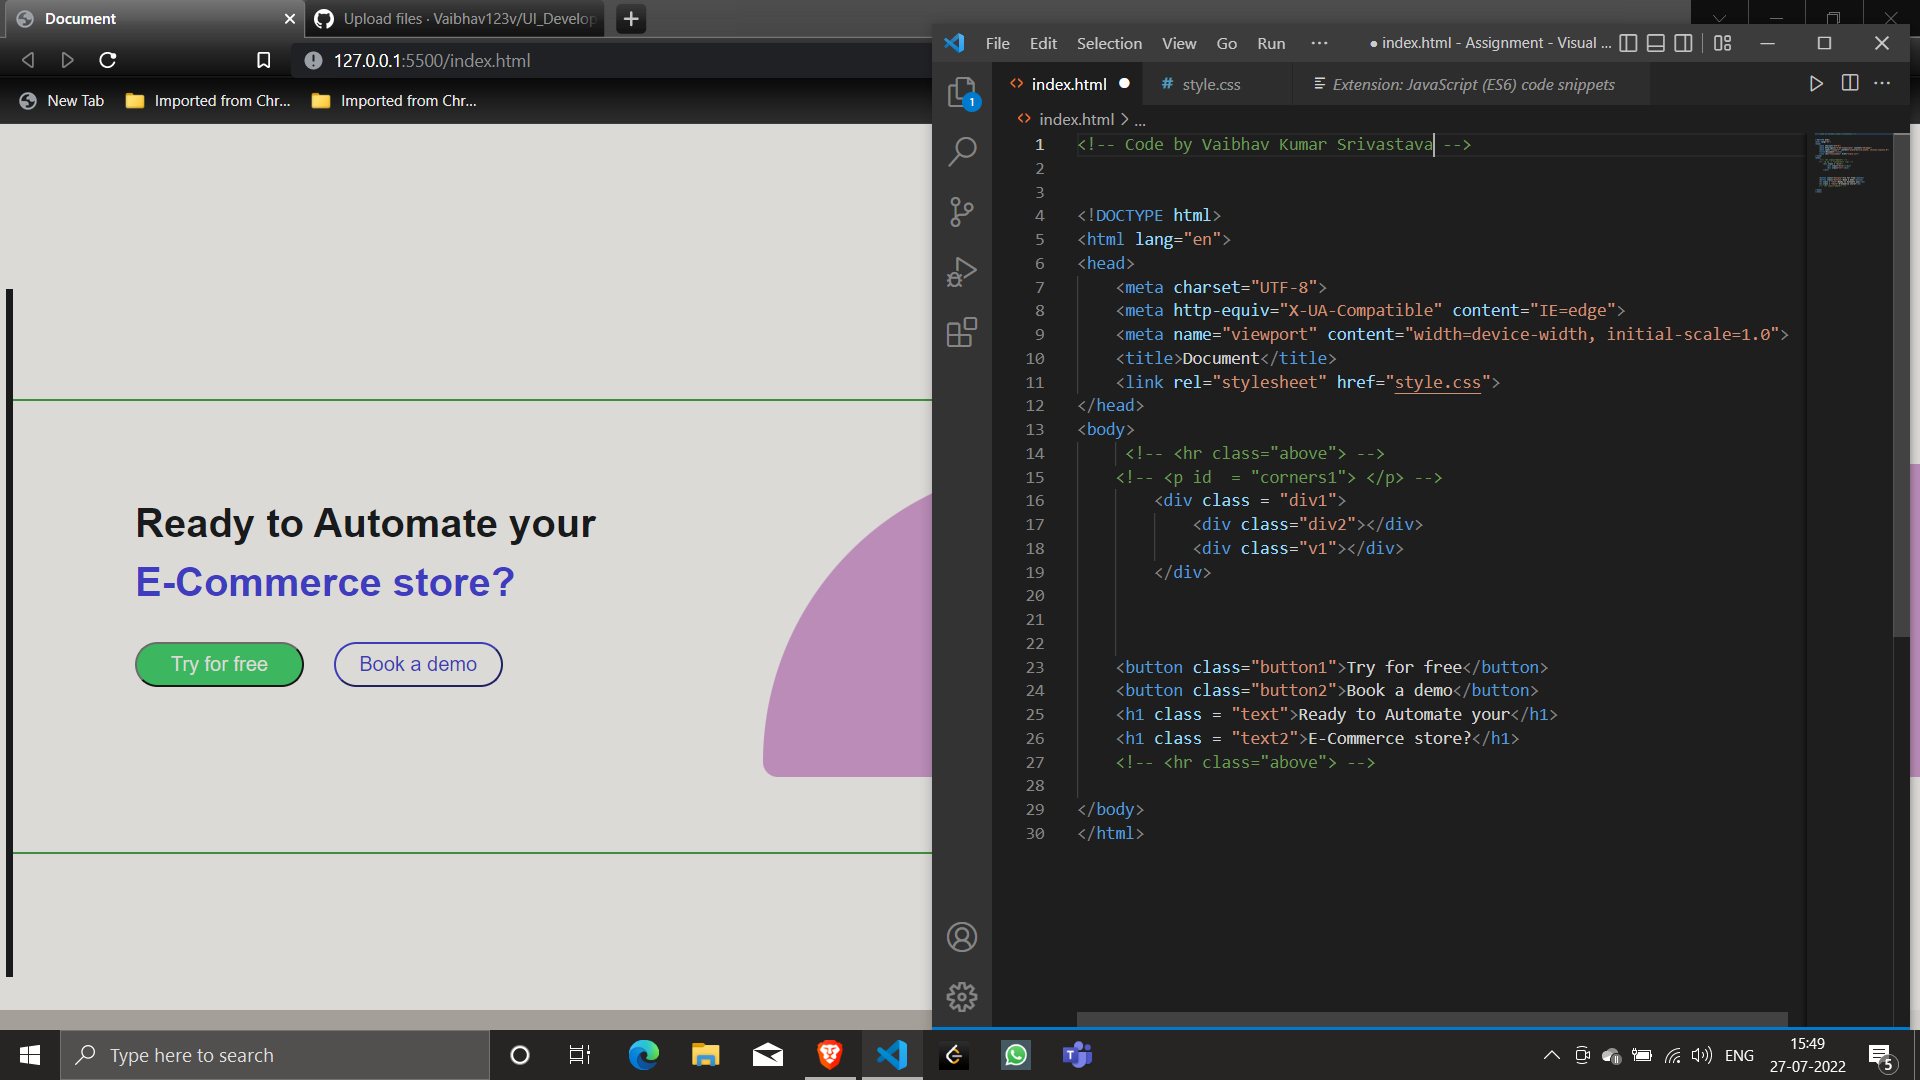 Document
Upload files · Vaibhav123v/UI_Develop
127.0.0.1:5500/index.html
New Tab
Imported from Chr...
Imported from Chr...
Ready to Automate your
E-Commerce store?
Try for free
Book a demo
File Edit Selection View Go Run ···
● index.html - Assignment - Visual ...
index.html
style.css
Extension: JavaScript (ES6) code snippets
1
index.html > ...
1 <!-- Code by Vaibhav Kumar Srivastava -->
2
3
4 <!DOCTYPE html>
5 <html lang="en">
6 <head>
7 <meta charset="UTF-8">
8 <meta http-equiv="X-UA-Compatible" content="IE=edge">
9 <meta name="viewport" content="width=device-width, initial-scale=1.0">
10 <title>Document</title>
11 <link rel="stylesheet" href="style.css">
12 </head>
13 <body>
14 <!-- <hr class="above"> -->
15 <!-- <p id  = "corners1"> </p> -->
16 <div class = "div1">
17 <div class="div2"></div>
18 <div class="v1"></div>
19 </div>
20
21
22
23 <button class="button1">Try for free</button>
24 <button class="button2">Book a demo</button>
25 <h1 class = "text">Ready to Automate your</h1>
26 <h1 class = "text2">E-Commerce store?</h1>
27 <!-- <hr class="above"> -->
28
29 </body>
30 </html>
Type here to search
ENG
15:49
27-07-2022
5